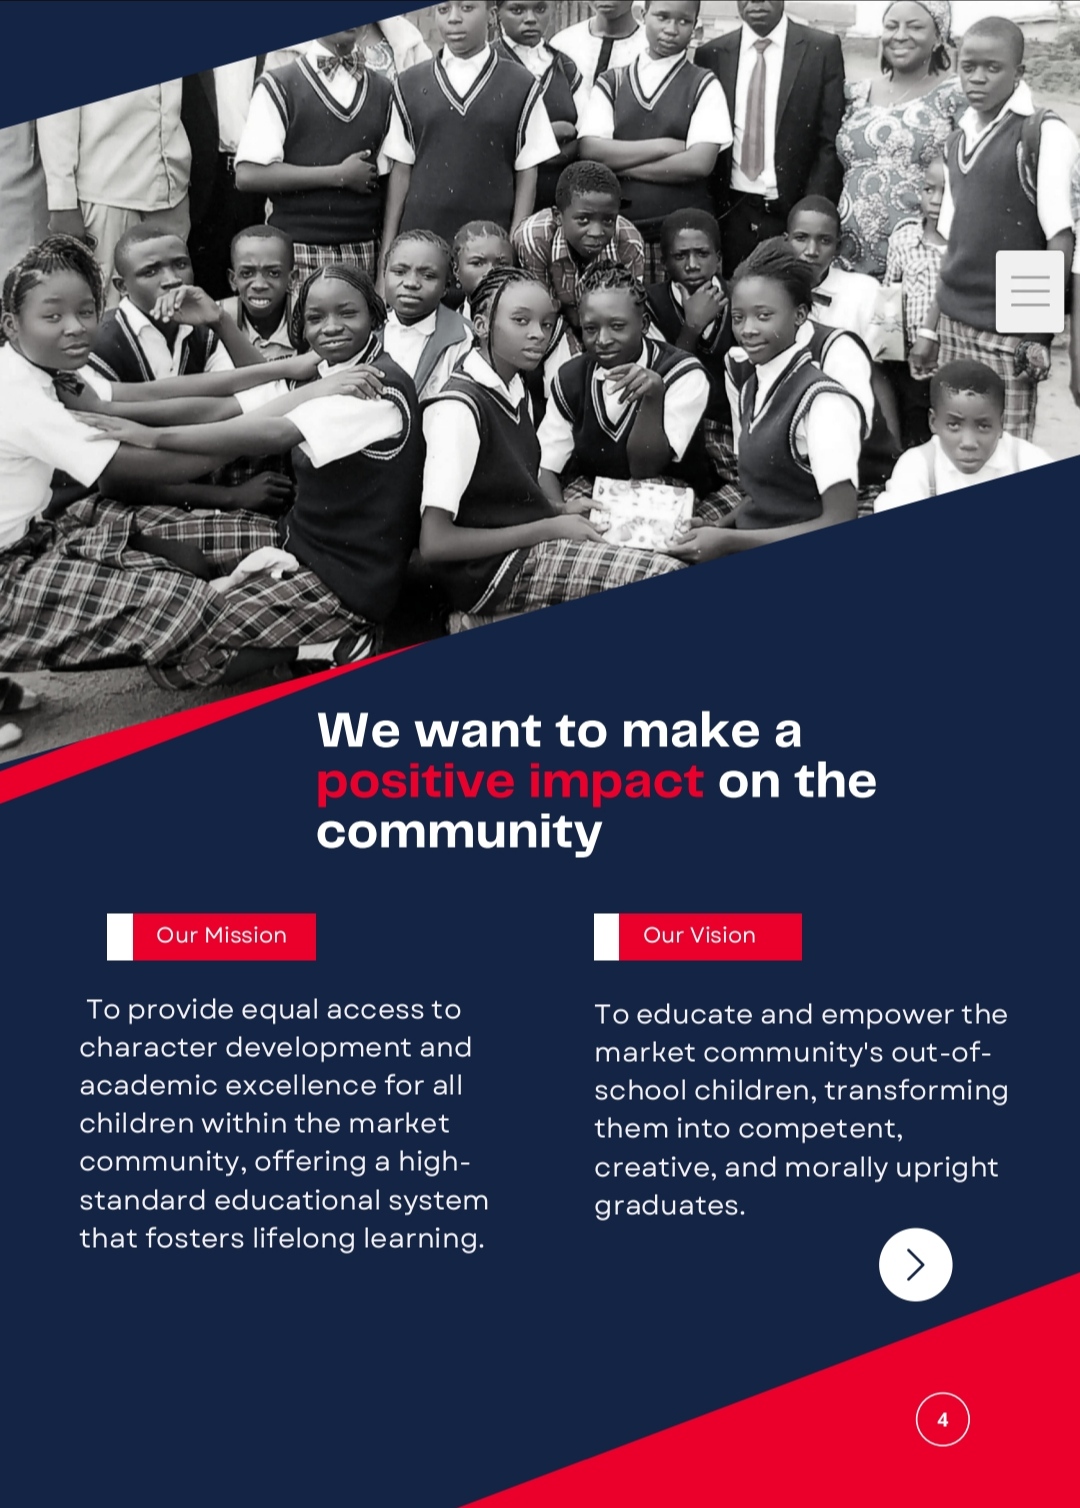 We want to make a
positive impact on the
community
Our Mission
To provide equal access to
character development and
academic excellence for all
children within the market
community, offering a high-
standard educational system
that fosters lifelong learning.
Our Vision
To educate and empower the
market community's out-of-
school children, transforming
them into competent,
creative, and morally upright
graduates.
4